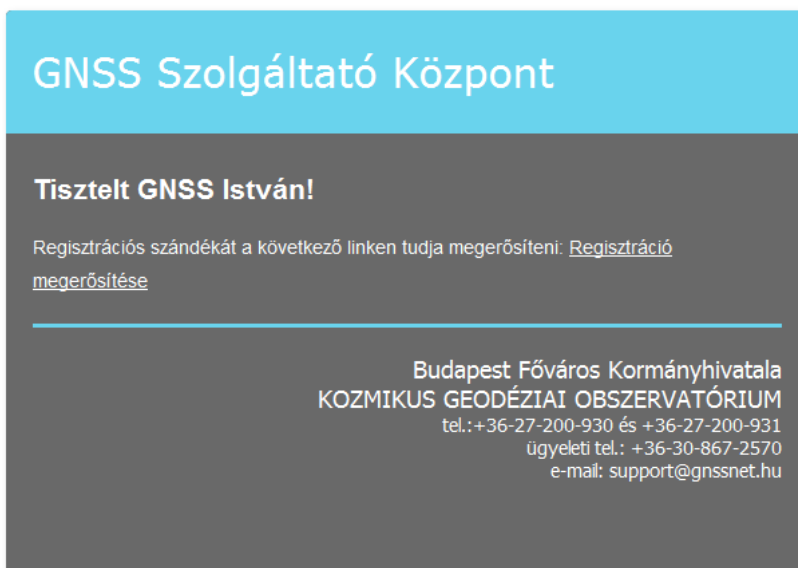 GNSS Szolgáltató Központ
Tisztelt GNSS István!
Regisztrációs szándékát a következő linken tudja megerősíteni: Regisztráció
megerősítése
Budapest Főváros Kormányhivatala
KOZMIKUS GEODÉZIAI OBSZERVATÓRIUM
tel.:+36-27-200-930 és +36-27-200-931
ügyeleti tel.: +36-30-867-2570
e-mail: support@gnssnet.hu